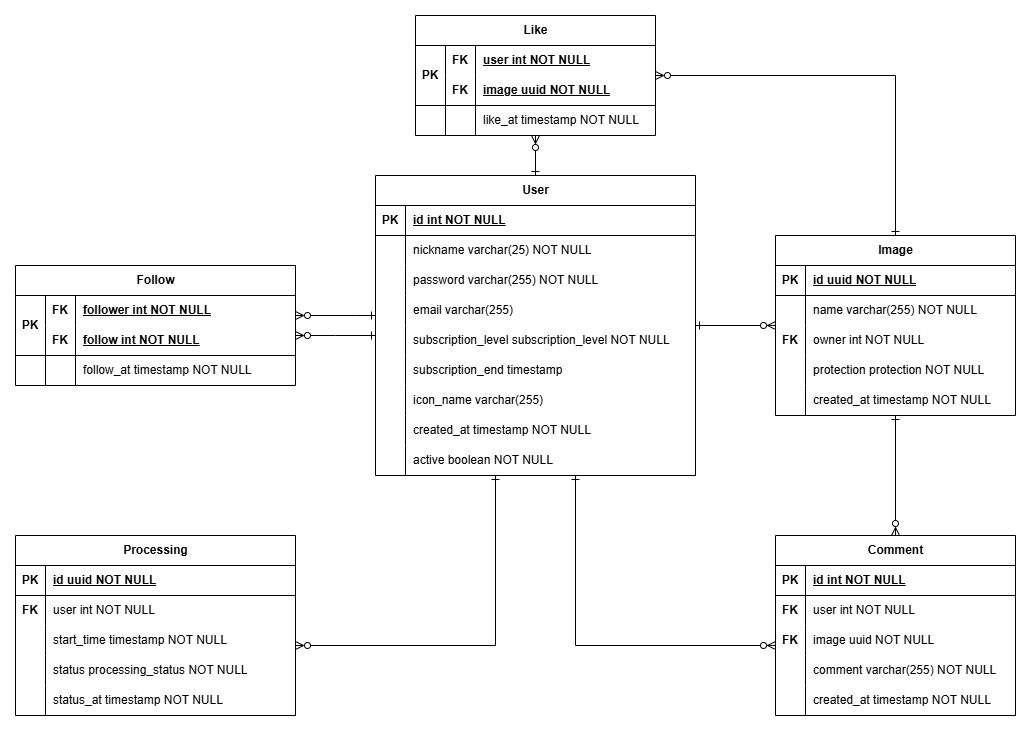 Like
PK
FK user int NOT NULL
FK image uuid NOT NULL
like_at timestamp NOT NULL
User
PK id int NOT NULL
nickname varchar(25) NOT NULL
password varchar(255) NOT NULL
email varchar(255)
subscription_level subscription_level NOT NULL
subscription_end timestamp
icon_name varchar(255)
created_at timestamp NOT NULL
active boolean NOT NULL
Image
PK id uuid NOT NULL
name varchar(255) NOT NULL
FK owner int NOT NULL
protection protection NOT NULL
created_at timestamp NOT NULL
Follow
PK
FK follower int NOT NULL
FK follow int NOT NULL
follow_at timestamp NOT NULL
Processing
PK id uuid NOT NULL
FK user int NOT NULL
start_time timestamp NOT NULL
status processing_status NOT NULL
status_at timestamp NOT NULL
Comment
PK id int NOT NULL
FK user int NOT NULL
FK image uuid NOT NULL
comment varchar(255) NOT NULL
created_at timestamp NOT NULL